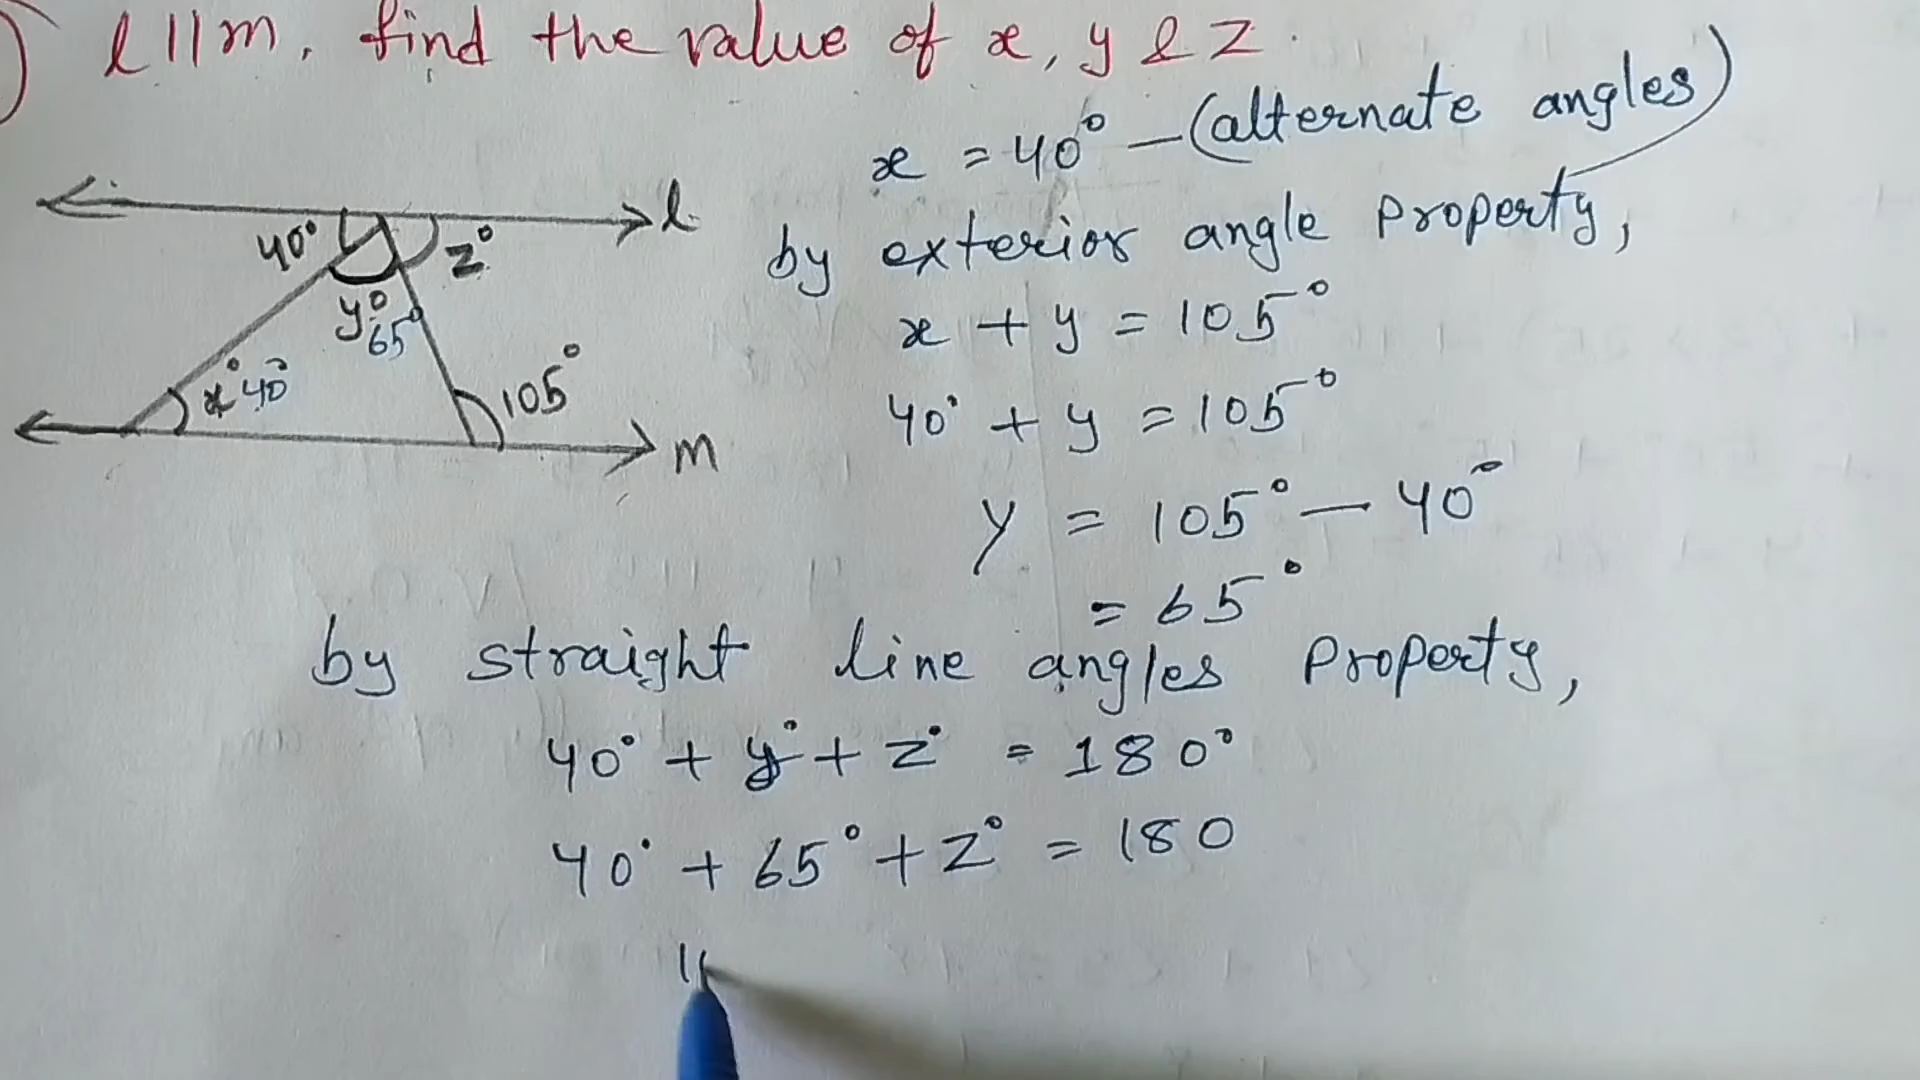 ) l || m, find the value of x, y & z.
x = 40° - (alternate angles)
by exterior angle property,
x + y = 105°
40° + y = 105°
y = 105° - 40°
= 65°
l
40° z°
y° 65°
x° 40° 105°
m
by straight line angles property,
40° + y° + z° = 180°
40° + 65° + z° = 180